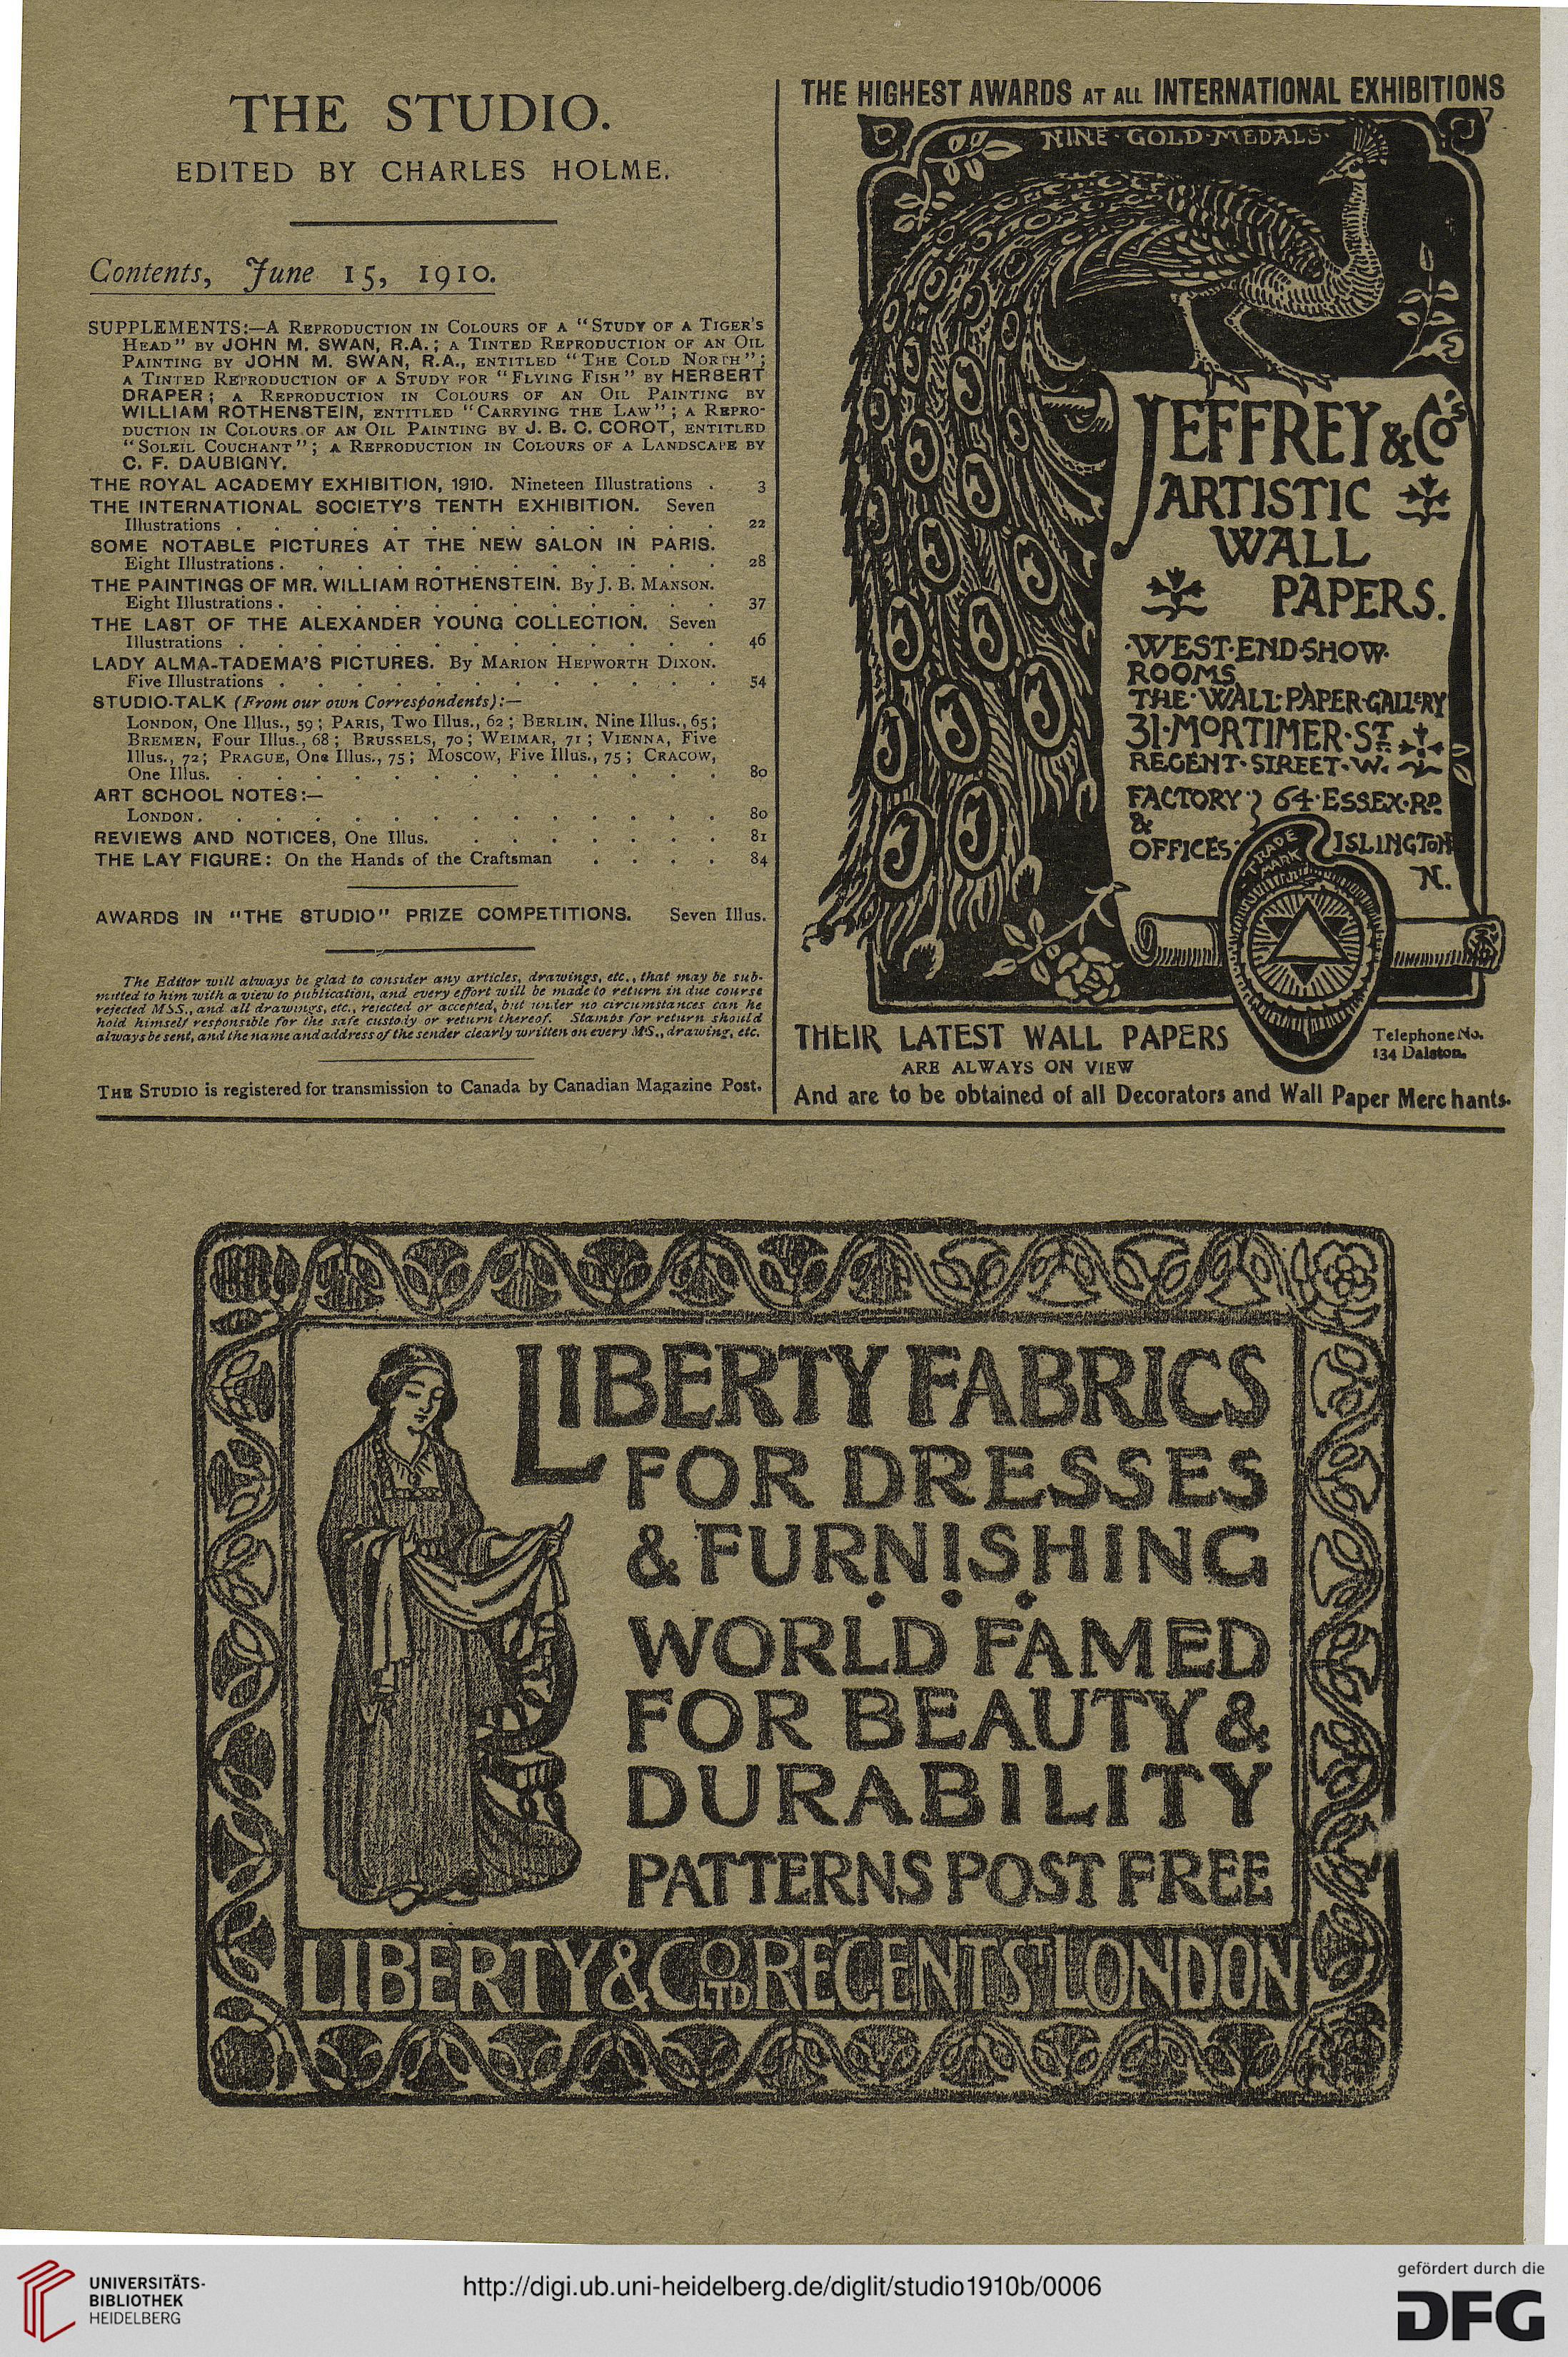 THE STUDIO.
EDITED BY CHARLES HOLME.
Contents, June 15, 1910.
SUPPLEMENTS:—A REPRODUCTION IN COLOURS OF A "STUDY OF A TIGER'S
HEAD" BY JOHN M. SWAN, R.A.; A TINTED REPRODUCTION OF AN OIL
PAINTING BY JOHN M. SWAN, R.A., ENTITLED "THE COLD NORTH";
A TINTED REPRODUCTION OF A STUDY FOR "FLYING FISH" BY HERBERT
DRAPER; A REPRODUCTION IN COLOURS OF AN OIL PAINTING BY
WILLIAM ROTHENSTEIN, ENTITLED "CARRYING THE LAW"; A REPRO-
DUCTION IN COLOURS OF AN OIL PAINTING BY J. B. C. COROT, ENTITLED
"SOLEIL COUCHANT"; A REPRODUCTION IN COLOURS OF A LANDSCAPE BY
C. F. DAUBIGNY.
THE ROYAL ACADEMY EXHIBITION, 1910. Nineteen Illustrations . 3
THE INTERNATIONAL SOCIETY'S TENTH EXHIBITION. Seven
Illustrations . . . . . . . . . . . . . 22
SOME NOTABLE PICTURES AT THE NEW SALON IN PARIS.
Eight Illustrations . . . . . . . . . . . . 28
THE PAINTINGS OF MR. WILLIAM ROTHENSTEIN. By J. B. MANSON.
Eight Illustrations . . . . . . . . . . . . 37
THE LAST OF THE ALEXANDER YOUNG COLLECTION. Seven
Illustrations . . . . . . . . . . . . . 46
LADY ALMA-TADEMA'S PICTURES. By MARION HEPWORTH DIXON.
Five Illustrations . . . . . . . . . . . . 54
STUDIO-TALK (From our own Correspondents):—
LONDON, One Illus., 59; PARIS, Two Illus., 62; BERLIN, Nine Illus., 65;
BREMEN, Four Illus., 68; BRUSSELS, 70; WEIMAR, 71; VIENNA, Five
Illus., 72; PRAGUE, One Illus., 75; MOSCOW, Five Illus., 75; CRACOW,
One Illus. . . . . . . . . . . . . . 80
ART SCHOOL NOTES:—
LONDON . . . . . . . . . . . . . . 80
REVIEWS AND NOTICES, One Illus. . . . . . . . 81
THE LAY FIGURE: On the Hands of the Craftsman . . . . 84
AWARDS IN "THE STUDIO" PRIZE COMPETITIONS. Seven Illus.
The Editor will always be glad to consider any articles, drawings, etc., that may be sub-
mitted to him with a view to publication, and every effort will be made to return in due course
rejected MSS., and all drawings, etc., rejected or accepted, but under no circumstances can he
hold himself responsible for the safe custody or return thereof. Stamps for return should
always be sent, and the name and address of the sender clearly written on every MS., drawing, etc.
THE STUDIO is registered for transmission to Canada by Canadian Magazine Post.
THE HIGHEST AWARDS AT ALL INTERNATIONAL EXHIBITIONS
NINE·GOLD·MEDALS·
JEFFREY & Co's
ARTISTIC
WALL
PAPERS.
·WEST·END·SHOW·
ROOMS
THE·WALL·PAPER·GALLERY
31·MORTIMER·ST
REGENT·STREET·W·
FACTORY } 64·ESSEX·RD
&
OFFICES ISLINGTON
N.
TRADE
MARK
THEIR LATEST WALL PAPERS
ARE ALWAYS ON VIEW
Telephone No.
134 Dalston.
And are to be obtained of all Decorators and Wall Paper Merchants.
LIBERTY FABRICS
FOR DRESSES
& FURNISHING
WORLD FAMED
FOR BEAUTY &
DURABILITY
PATTERNS POST FREE
LIBERTY & Co LTD REGENT ST LONDON
UNIVERSITÄTS-
BIBLIOTHEK
HEIDELBERG
http://digi.ub.uni-heidelberg.de/diglit/studio1910b/0006
gefördert durch die
DFG